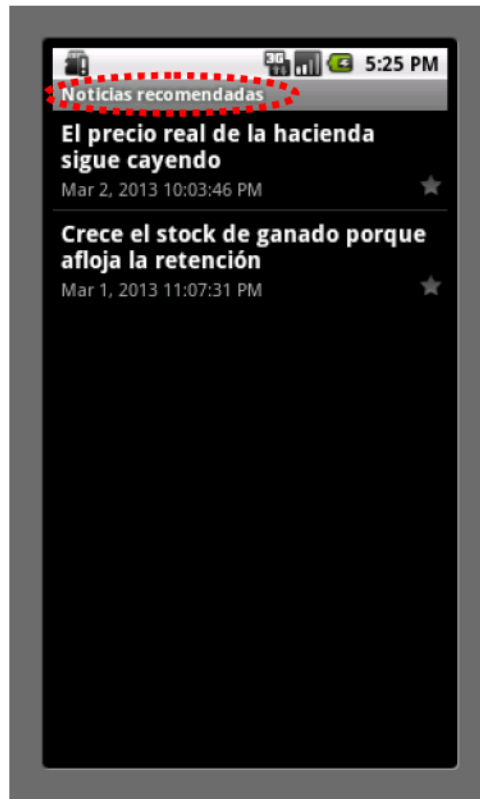 3G
5:25 PM
Noticias recomendadas
El precio real de la hacienda
sigue cayendo
Mar 2, 2013 10:03:46 PM
Crece el stock de ganado porque
afloja la retención
Mar 1, 2013 11:07:31 PM